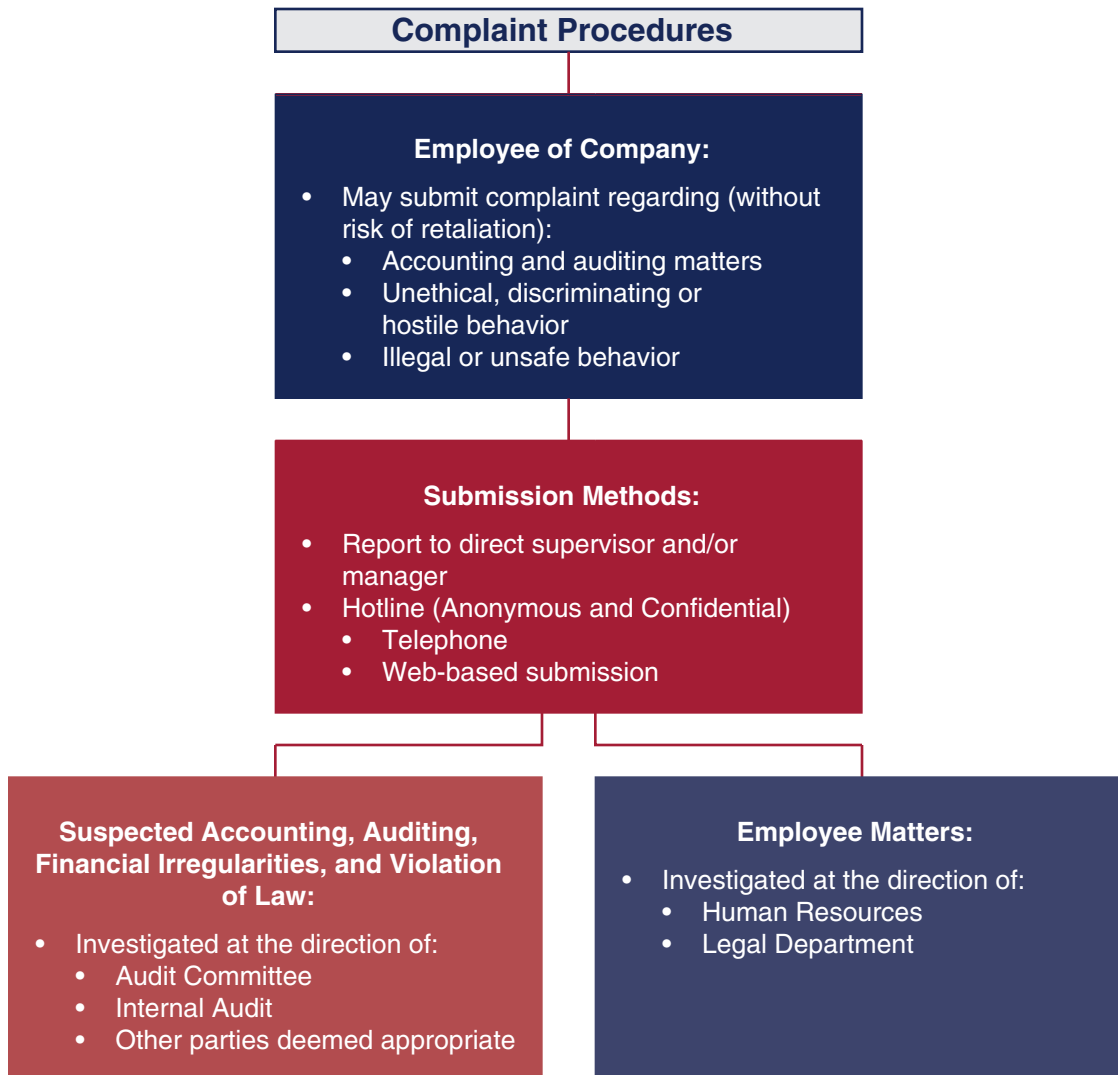 Complaint Procedures
Employee of Company:
• May submit complaint regarding (without
risk of retaliation):
• Accounting and auditing matters
• Unethical, discriminating or
hostile behavior
• Illegal or unsafe behavior
Submission Methods:
• Report to direct supervisor and/or
manager
• Hotline (Anonymous and Confidential)
• Telephone
• Web-based submission
Suspected Accounting, Auditing,
Financial Irregularities, and Violation
of Law:
• Investigated at the direction of:
• Audit Committee
• Internal Audit
• Other parties deemed appropriate
Employee Matters:
• Investigated at the direction of:
• Human Resources
• Legal Department